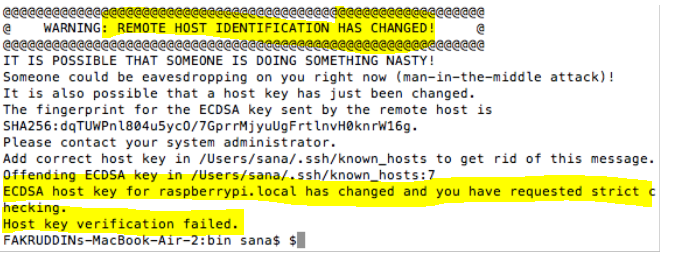 @@@@@@@@@@@@@@@@@@@@@@@@@@@@@@@@@@@@@@@@@@@@@@@@@@@@@@@@@@@
@    WARNING: REMOTE HOST IDENTIFICATION HAS CHANGED!     @
@@@@@@@@@@@@@@@@@@@@@@@@@@@@@@@@@@@@@@@@@@@@@@@@@@@@@@@@@@@
IT IS POSSIBLE THAT SOMEONE IS DOING SOMETHING NASTY!
Someone could be eavesdropping on you right now (man-in-the-middle attack)!
It is also possible that a host key has just been changed.
The fingerprint for the ECDSA key sent by the remote host is
SHA256:dqTUWPnl804u5ycO/7GprrMjyuUgFrtlnvH0knrW16g.
Please contact your system administrator.
Add correct host key in /Users/sana/.ssh/known_hosts to get rid of this message.
Offending ECDSA key in /Users/sana/.ssh/known_hosts:7
ECDSA host key for raspberrypi.local has changed and you have requested strict c
hecking.
Host key verification failed.
FAKRUDDINs-MacBook-Air-2:bin sana$ $